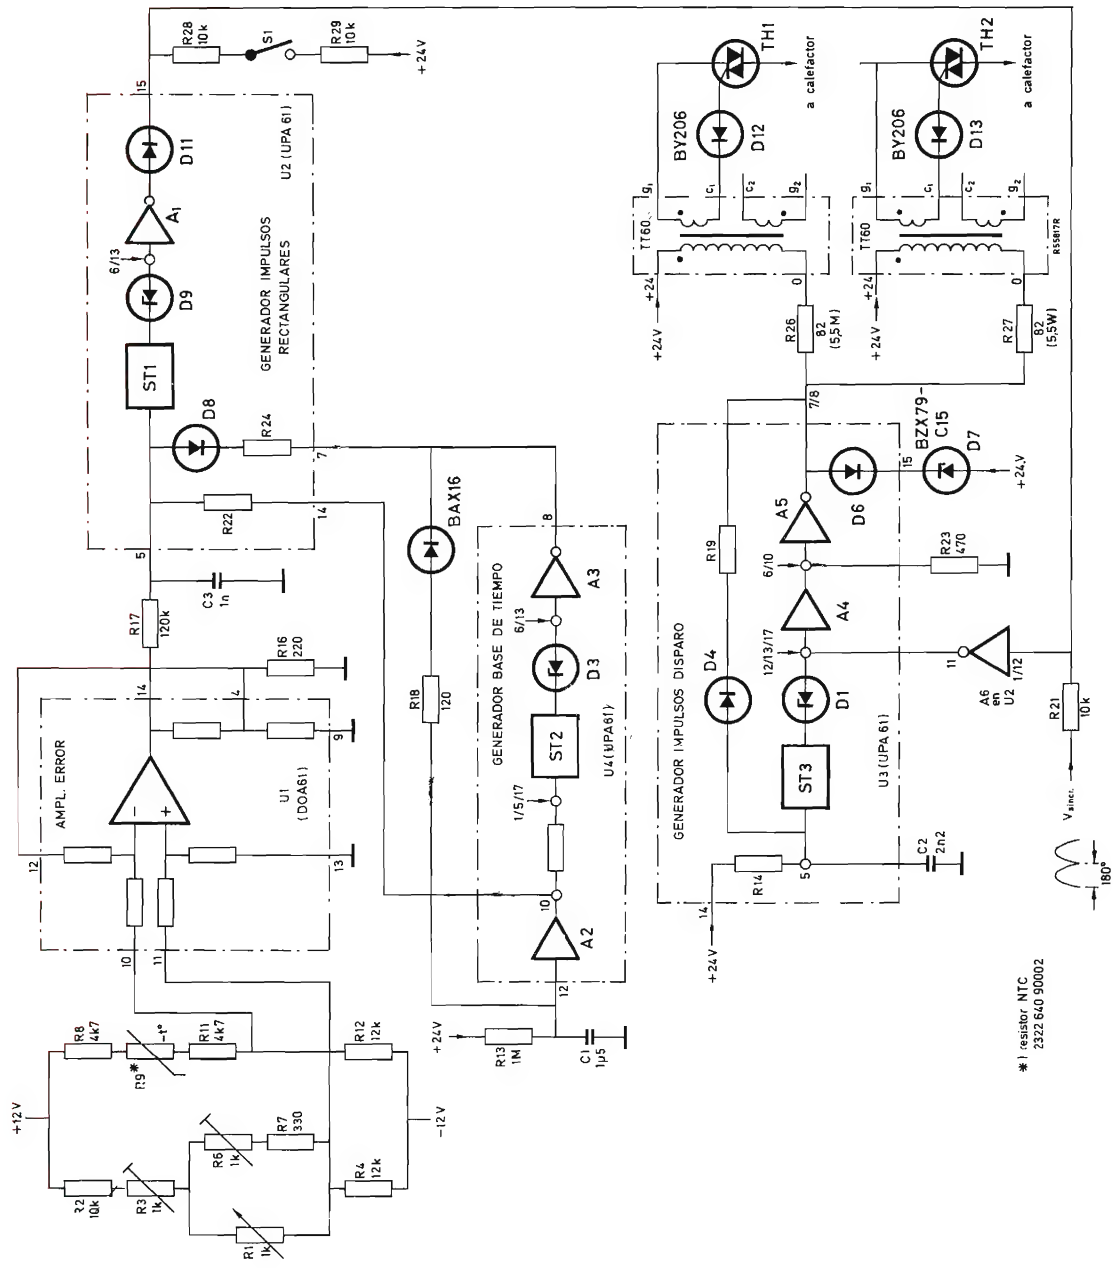 R28
10k
S1
R29
10k
+24V
15
D11
U2 (UPA 61)
A1
6/13
D9
GENERADOR IMPULSOS
RECTANGULARES
ST1
D8
R24
7
R22
14
5
C3
1n
R17
120k
R16
220
14
4
9
AMPL. ERROR
U1
(DOA61)
−
+
12
13
10
11
+12V
R8
4k7
R9*
-t°
R11
4k7
R12
12k
R2
10k
R3
1k
R6
1k
R7
330
R1
1k
R4
12k
-12V
BAX16
R18
120
+24V
R13
1M
C1
1µ5
GENERADOR BASE DE TIEMPO
8
A3
6/13
D3
ST2
U4 (UPA61)
1/5/17
10
A2
12
TH1
a calefactor
BY206
D12
g1
c1
c2
g2
TT60
+24
0
+24V
R26
82
(5,5M)
TH2
a calefactor
BY206
D13
g1
c1
c2
g2
TT60
R55817R
+24
0
+24V
R27
82
(5,5W)
7/8
BZX79-
C15
D7
15
+24V
D6
A5
R19
6/10
R23
470
A4
D4
12/13/17
D1
ST3
GENERADOR IMPULSOS DISPARO
U3 (UPA 61)
11
A6
en
U2
1/12
R21
10k
R14
14
+24V
5
C2
2n2
Vsincr.
180°
*) resistor NTC
2322 640 90002